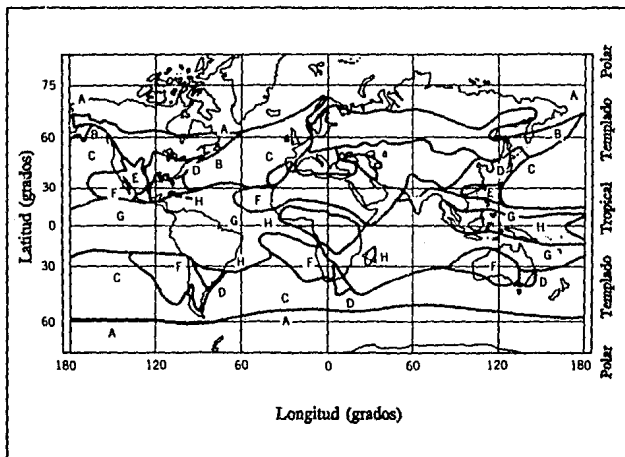 Latitud (grados)
75
60
30
0
30
60
Polar
Templado
Tropical
Templado
Polar
A A A
B B B
C C C
D D
E E
F F
H
G G G
H H
G
H H
F F F
C C
D D D
A A
180 120 60 0 60 120 180
Longitud (grados)